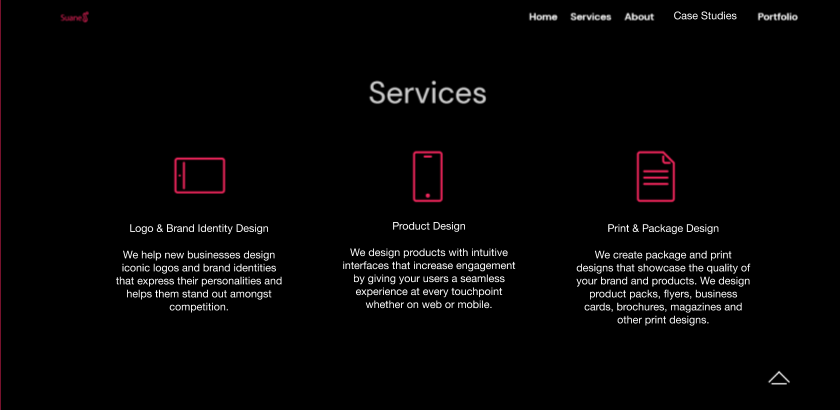 Suane
Home Services About Case Studies Portfolio
Services
Logo & Brand Identity Design
We help new businesses design
iconic logos and brand identities
that express their personalities and
helps them stand out amongst
competition.
Product Design
We design products with intuitive
interfaces that increase engagement
by giving your users a seamless
experience at every touchpoint
whether on web or mobile.
Print & Package Design
We create package and print
designs that showcase the quality of
your brand and products. We design
product packs, flyers, business
cards, brochures, magazines and
other print designs.